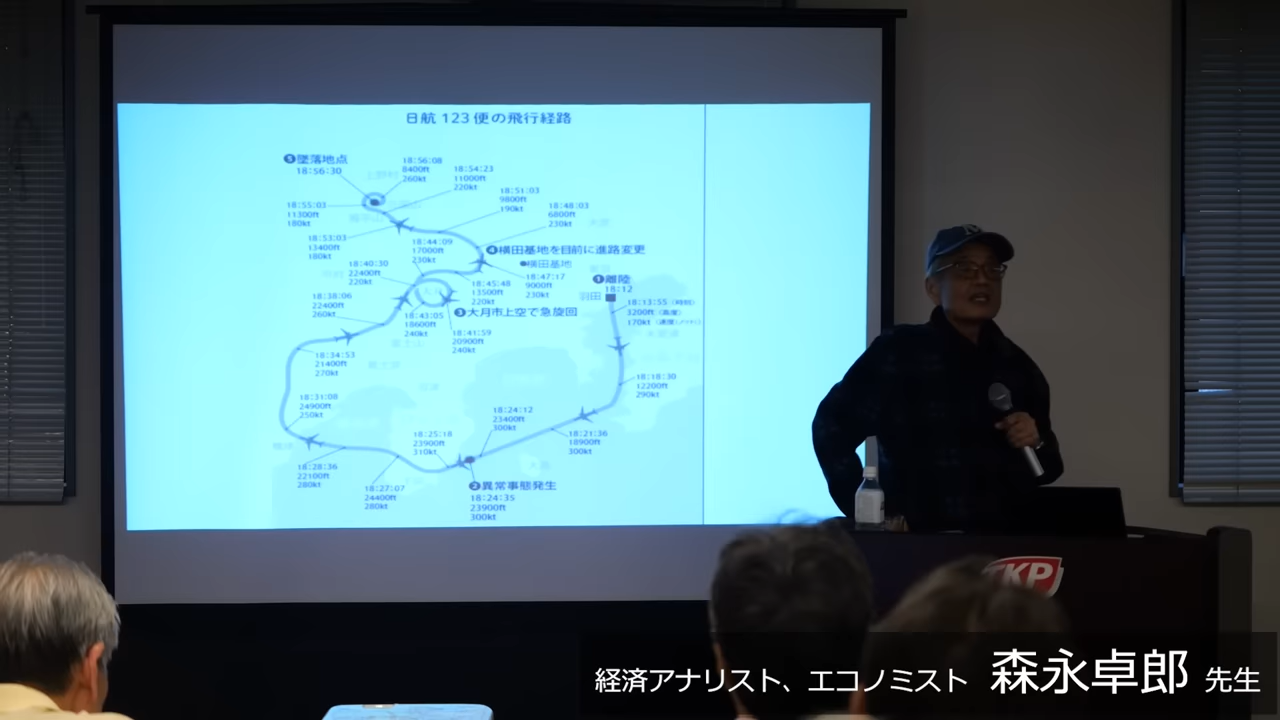 日航123便の飛行経路
❺墜落地点
18:56:30
18:56:08
8400ft
260kt
18:54:23
11000ft
220kt
18:51:03
9800ft
190kt
18:48:03
6800ft
230kt
18:55:03
11300ft
180kt
18:53:03
13400ft
180kt
18:44:09
17000ft
230kt
❹横田基地を目前に進路変更
●横田基地
18:47:17
9000ft
230kt
18:45:48
13500ft
220kt
❶離陸
18:12
羽田
18:13:55（時間）
3200ft（高度）
170kt
18:40:30
22400ft
220kt
18:38:06
22400ft
260kt
18:43:05
18600ft
240kt
❸大月市上空で急旋回
18:41:59
20900ft
240kt
18:34:53
21400ft
270kt
18:18:30
12200ft
290kt
18:31:08
24900ft
250kt
18:24:12
23400ft
300kt
18:25:18
23900ft
310kt
18:21:36
18900ft
300kt
18:28:36
22100ft
280kt
18:27:07
24400ft
280kt
❷異常事態発生
18:24:35
23900ft
300kt
TKP
経済アナリスト、エコノミスト 森永卓郎 先生